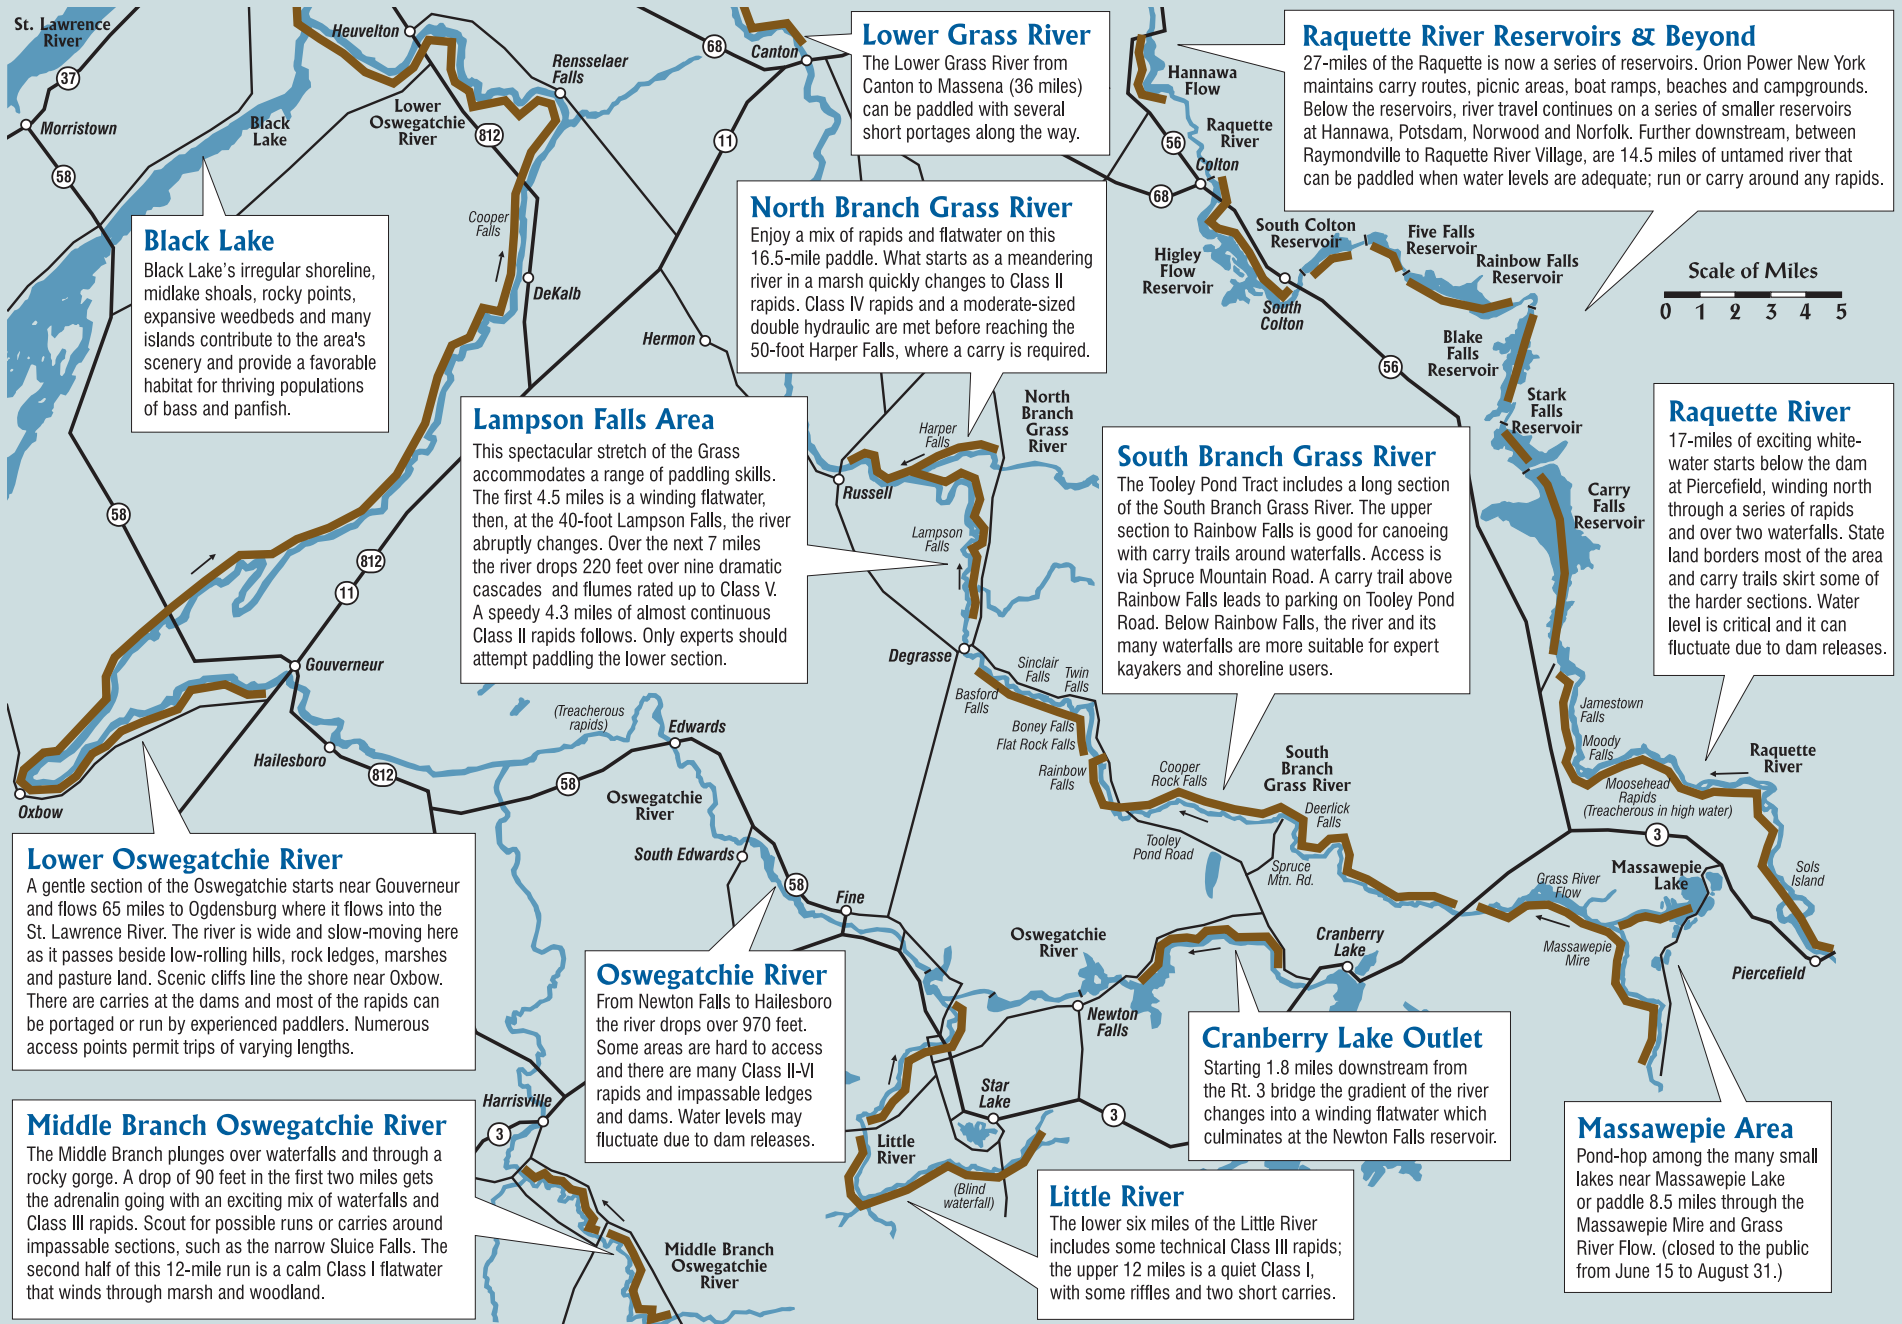 St. Lawrence
River
37
Morristown
58
Heuvelton
Black
Lake
Lower
Oswegatchie
River
812
Rensselaer
Falls
68
Canton
11
Lower Grass River
The Lower Grass River from
Canton to Massena (36 miles)
can be paddled with several
short portages along the way.
Hannawa
Flow
Raquette
River
56
Colton
68
Raquette River Reservoirs & Beyond
27-miles of the Raquette is now a series of reservoirs. Orion Power New York
maintains carry routes, picnic areas, boat ramps, beaches and campgrounds.
Below the reservoirs, river travel continues on a series of smaller reservoirs
at Hannawa, Potsdam, Norwood and Norfolk. Further downstream, between
Raymondville to Raquette River Village, are 14.5 miles of untamed river that
can be paddled when water levels are adequate; run or carry around any rapids.
Black Lake
Black Lake's irregular shoreline,
midlake shoals, rocky points,
expansive weedbeds and many
islands contribute to the area's
scenery and provide a favorable
habitat for thriving populations
of bass and panfish.
Cooper
Falls
DeKalb
Hermon
North Branch Grass River
Enjoy a mix of rapids and flatwater on this
16.5-mile paddle. What starts as a meandering
river in a marsh quickly changes to Class II
rapids. Class IV rapids and a moderate-sized
double hydraulic are met before reaching the
50-foot Harper Falls, where a carry is required.
Higley
Flow
Reservoir
South Colton
Reservoir
South
Colton
Five Falls
Reservoir
Rainbow Falls
Reservoir
Scale of Miles
0 1 2 3 4 5
Blake
Falls
Reservoir
56
Stark
Falls
Reservoir
Carry
Falls
Reservoir
Raquette River
17-miles of exciting white-
water starts below the dam
at Piercefield, winding north
through a series of rapids
and over two waterfalls. State
land borders most of the area
and carry trails skirt some of
the harder sections. Water
level is critical and it can
fluctuate due to dam releases.
Lampson Falls Area
This spectacular stretch of the Grass
accommodates a range of paddling skills.
The first 4.5 miles is a winding flatwater,
then, at the 40-foot Lampson Falls, the river
abruptly changes. Over the next 7 miles
the river drops 220 feet over nine dramatic
cascades and flumes rated up to Class V.
A speedy 4.3 miles of almost continuous
Class II rapids follows. Only experts should
attempt paddling the lower section.
Harper
Falls
North
Branch
Grass
River
Russell
Lampson
Falls
Degrasse
South Branch Grass River
The Tooley Pond Tract includes a long section
of the South Branch Grass River. The upper
section to Rainbow Falls is good for canoeing
with carry trails around waterfalls. Access is
via Spruce Mountain Road. A carry trail above
Rainbow Falls leads to parking on Tooley Pond
Road. Below Rainbow Falls, the river and its
many waterfalls are more suitable for expert
kayakers and shoreline users.
58
812
11
Gouverneur
Hailesboro
812
Oxbow
(Treacherous
rapids)
Edwards
58
Oswegatchie
River
South Edwards
58
Fine
Sinclair
Falls
Twin
Falls
Basford
Falls
Boney Falls
Flat Rock Falls
Rainbow
Falls
Cooper
Rock Falls
South
Branch
Grass River
Deerlick
Falls
Tooley
Pond Road
Spruce
Mtn. Rd.
Jamestown
Falls
Moody
Falls
Moosehead
Rapids
(Treacherous in high water)
Raquette
River
3
Massawepie
Lake
Sols
Island
Grass River
Flow
Massawepie
Mire
Piercefield
Lower Oswegatchie River
A gentle section of the Oswegatchie starts near Gouverneur
and flows 65 miles to Ogdensburg where it flows into the
St. Lawrence River. The river is wide and slow-moving here
as it passes beside low-rolling hills, rock ledges, marshes
and pasture land. Scenic cliffs line the shore near Oxbow.
There are carries at the dams and most of the rapids can
be portaged or run by experienced paddlers. Numerous
access points permit trips of varying lengths.
Oswegatchie River
From Newton Falls to Hailesboro
the river drops over 970 feet.
Some areas are hard to access
and there are many Class II-VI
rapids and impassable ledges
and dams. Water levels may
fluctuate due to dam releases.
Oswegatchie
River
Newton
Falls
Cranberry
Lake
Cranberry Lake Outlet
Starting 1.8 miles downstream from
the Rt. 3 bridge the gradient of the river
changes into a winding flatwater which
culminates at the Newton Falls reservoir.
Star
Lake
3
Harrisville
3
Middle Branch Oswegatchie River
The Middle Branch plunges over waterfalls and through a
rocky gorge. A drop of 90 feet in the first two miles gets
the adrenalin going with an exciting mix of waterfalls and
Class III rapids. Scout for possible runs or carries around
impassable sections, such as the narrow Sluice Falls. The
second half of this 12-mile run is a calm Class I flatwater
that winds through marsh and woodland.
Middle Branch
Oswegatchie
River
Little
River
(Blind
waterfall)
Little River
The lower six miles of the Little River
includes some technical Class III rapids;
the upper 12 miles is a quiet Class I,
with some riffles and two short carries.
Massawepie Area
Pond-hop among the many small
lakes near Massawepie Lake
or paddle 8.5 miles through the
Massawepie Mire and Grass
River Flow. (closed to the public
from June 15 to August 31.)